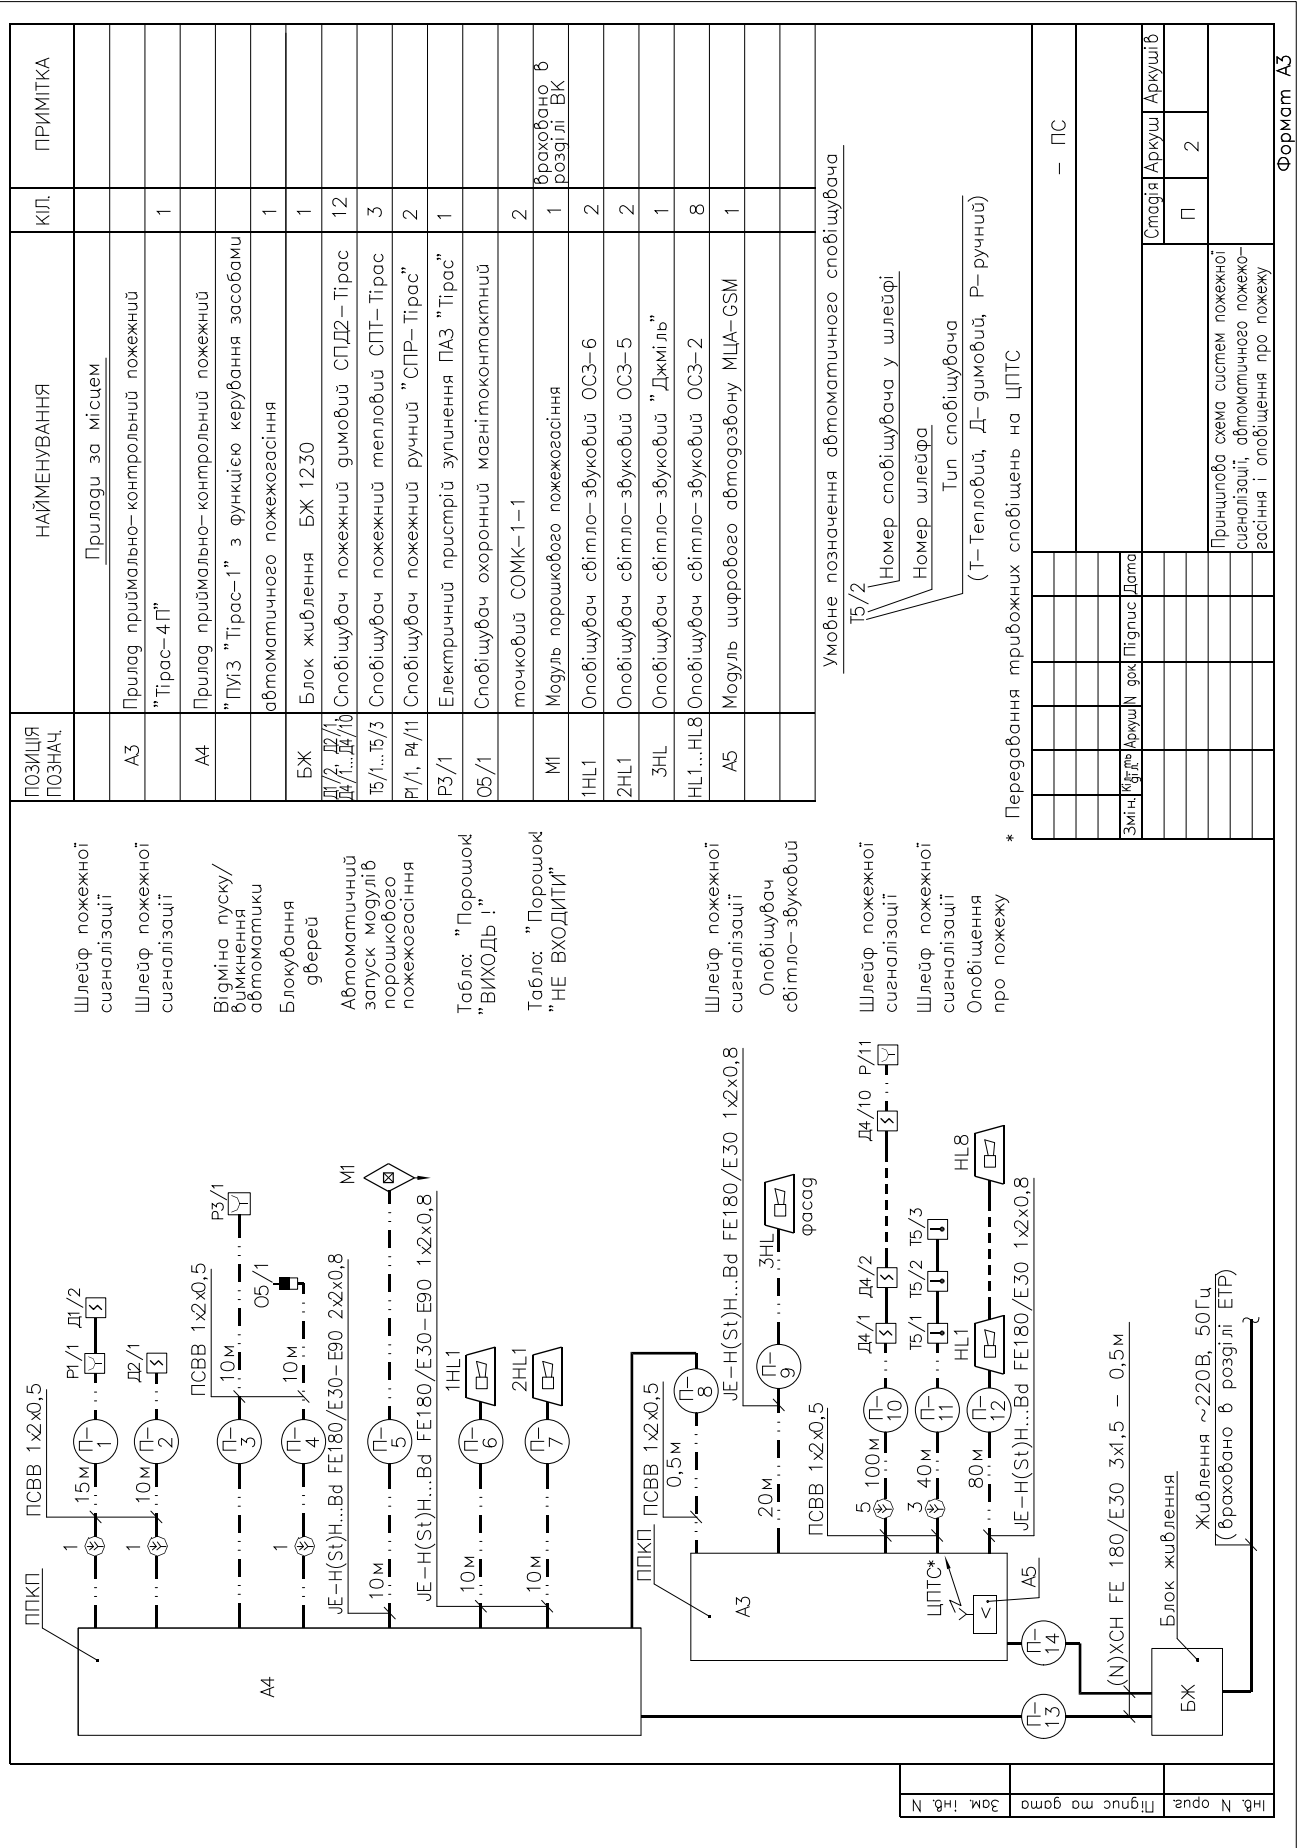 ППКП
А4
ПСВВ 1х2х0,5
1
15м
П-1
Р1/1
Д1/2
Шлейф пожежної
сигналізації
1
10м
П-2
Д2/1
Шлейф пожежної
сигналізації
ПСВВ 1х2х0,5
П-3
10м
Р3/1
Відміна пуску/
вимкнення
автоматики
1
П-4
10м
О5/1
Блокування
дверей
JE-H(St)H...Bd FE180/E30-E90 2х2х0,8
10м
П-5
М1
Автоматичний
запуск модулів
порошкового
пожежогасіння
JE-H(St)H...Bd FE180/E30-E90 1х2х0,8
10м
П-6
1HL1
Табло: "Порошок!
"ВИХОДЬ !"
10м
П-7
2HL1
Табло: "Порошок!
"НЕ ВХОДИТИ"
ППКП
А3
ПСВВ 1х2х0,5
0,5м
П-8
Шлейф пожежної
сигналізації
JE-H(St)H...Bd FE180/E30 1х2х0,8
20м
П-9
3HL
фасад
Оповіщувач
світло-звуковий
ПСВВ 1х2х0,5
5
100м
П-10
Д4/1
Д4/2
Д4/10
Р/11
Шлейф пожежної
сигналізації
3
40м
П-11
Т5/1
Т5/2
Т5/3
Шлейф пожежної
сигналізації
80м
П-12
HL1
HL8
JE-H(St)H...Bd FE180/E30 1х2х0,8
Оповіщення
про пожежу
ЦПТС*
<
А5
П-13
П-14
(N)ХСН FE 180/E30 3х1,5 - 0,5м
БЖ
Блок живлення
Живлення ~220В, 50Гц
(враховано в розділі ЕТР)
ПОЗИЦІЯ ПОЗНАЧ. НАЙМЕНУВАННЯ КІЛ. ПРИМІТКА
Прилади за місцем
А3 Прилад приймально-контрольний пожежний
"Тірас-4П" 1
А4 Прилад приймально-контрольний пожежний
"ПУіЗ "Тірас-1" з функцією керування засобами
автоматичного пожежогасіння 1
БЖ Блок живлення БЖ 1230 1
Д1/2, Д2/1, Д4/1...Д4/10 Сповіщувач пожежний димовий СПД2-Тірас 12
Т5/1...Т5/3 Сповіщувач пожежний тепловий СПТ-Тірас 3
Р1/1, Р4/11 Сповіщувач пожежний ручний "СПР-Тірас" 2
Р3/1 Електричний пристрій зупинення ПАЗ "Тірас" 1
О5/1 Сповіщувач охоронний магнітоконтактний
точковий СОМК-1-1 2
М1 Модуль порошкового пожежогасіння 1 враховано в розділі ВК
1HL1 Оповіщувач світло-звуковий ОСЗ-6 2
2HL1 Оповіщувач світло-звуковий ОСЗ-5 2
3HL Оповіщувач світло-звуковий "Джміль" 1
HL1...HL8 Оповіщувач світло-звуковий ОСЗ-2 8
А5 Модуль цифрового автодозвону МЦА-GSM 1
Умовне позначення автоматичного сповіщувача
Т5/2
Номер сповіщувача у шлейфі
Номер шлейфа
Тип сповіщувача
(Т-Тепловий, Д-димовий, Р-ручний)
* Передавання тривожних сповіщень на ЦПТС
Змін. Аркуш N док. Підпис Дата
- ПС
Стадія Аркуш Аркушів
П 2
Принципова схема систем пожежної
сигналізації, автоматичного пожежо-
гасіння і оповіщення про пожежу
Формат А3
Зам. інв. N
Підпис та дата
Інв. N ориг.